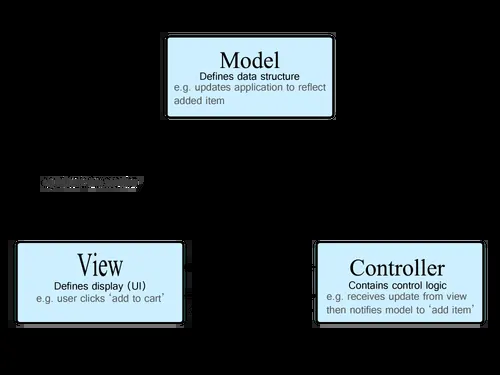 Model
Defines data structure
e.g. updates application to reflect
added item
View
Defines display (UI)
e.g. user clicks ‘add to cart’
Controller
Contains control logic
e.g. receives update from view
then notifies model to ‘add item’